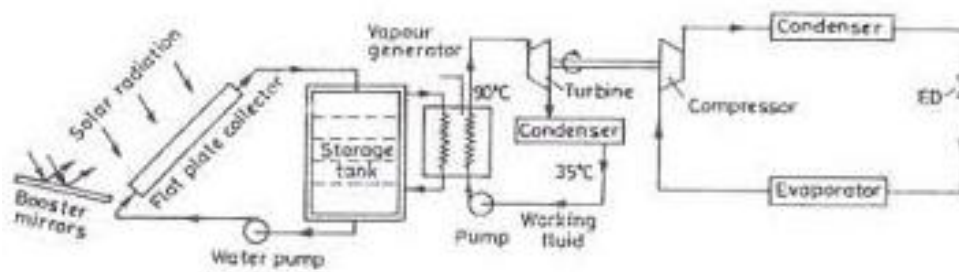 Solar radiation
Flat plate collector
Booster
mirrors
Water pump
Storage
tank
Vapour
generator
90°C
Turbine
Condenser
35°C
Pump
Working
fluid
Compressor
Condenser
ED
Evaporator